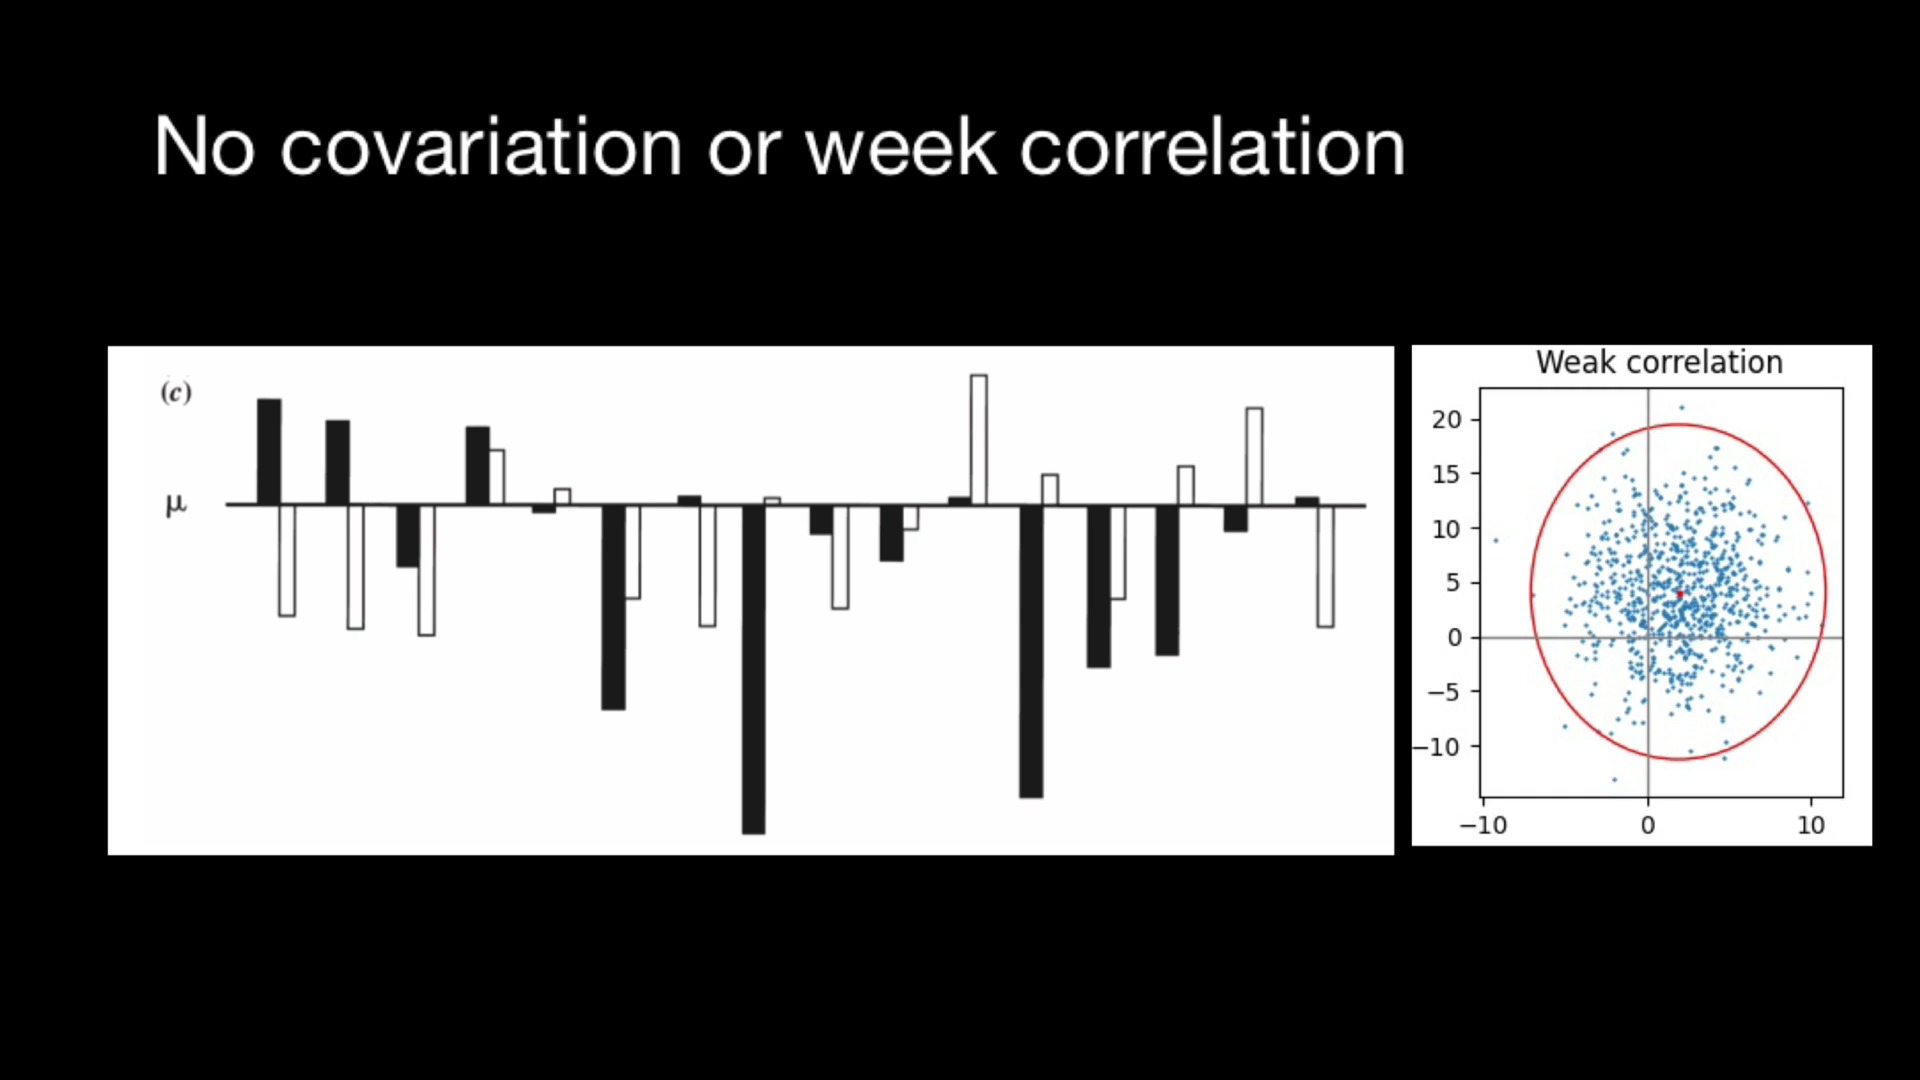 No covariation or week correlation
(c)
μ
Weak correlation
20
15
10
5
0
−5
−10
−10 0 10